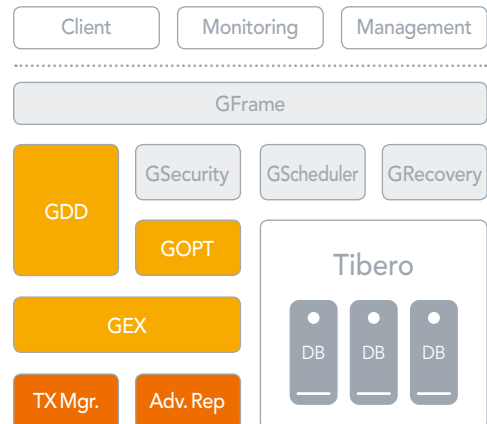 Client
Monitoring
Management
GFrame
GDD
GSecurity
GScheduler
GRecovery
GOPT
Tibero
GEX
DB
DB
DB
TX Mgr.
Adv. Rep